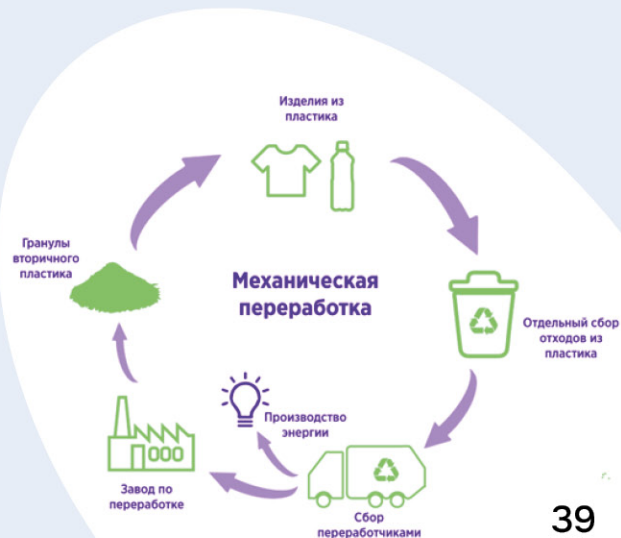 Изделия из
пластика
Гранулы
вторичного
пластика
Механическая
переработка
Отдельный сбор
отходов из
пластика
Производство
энергии
Завод по
переработке
Сбор
переработчиками
г.
39